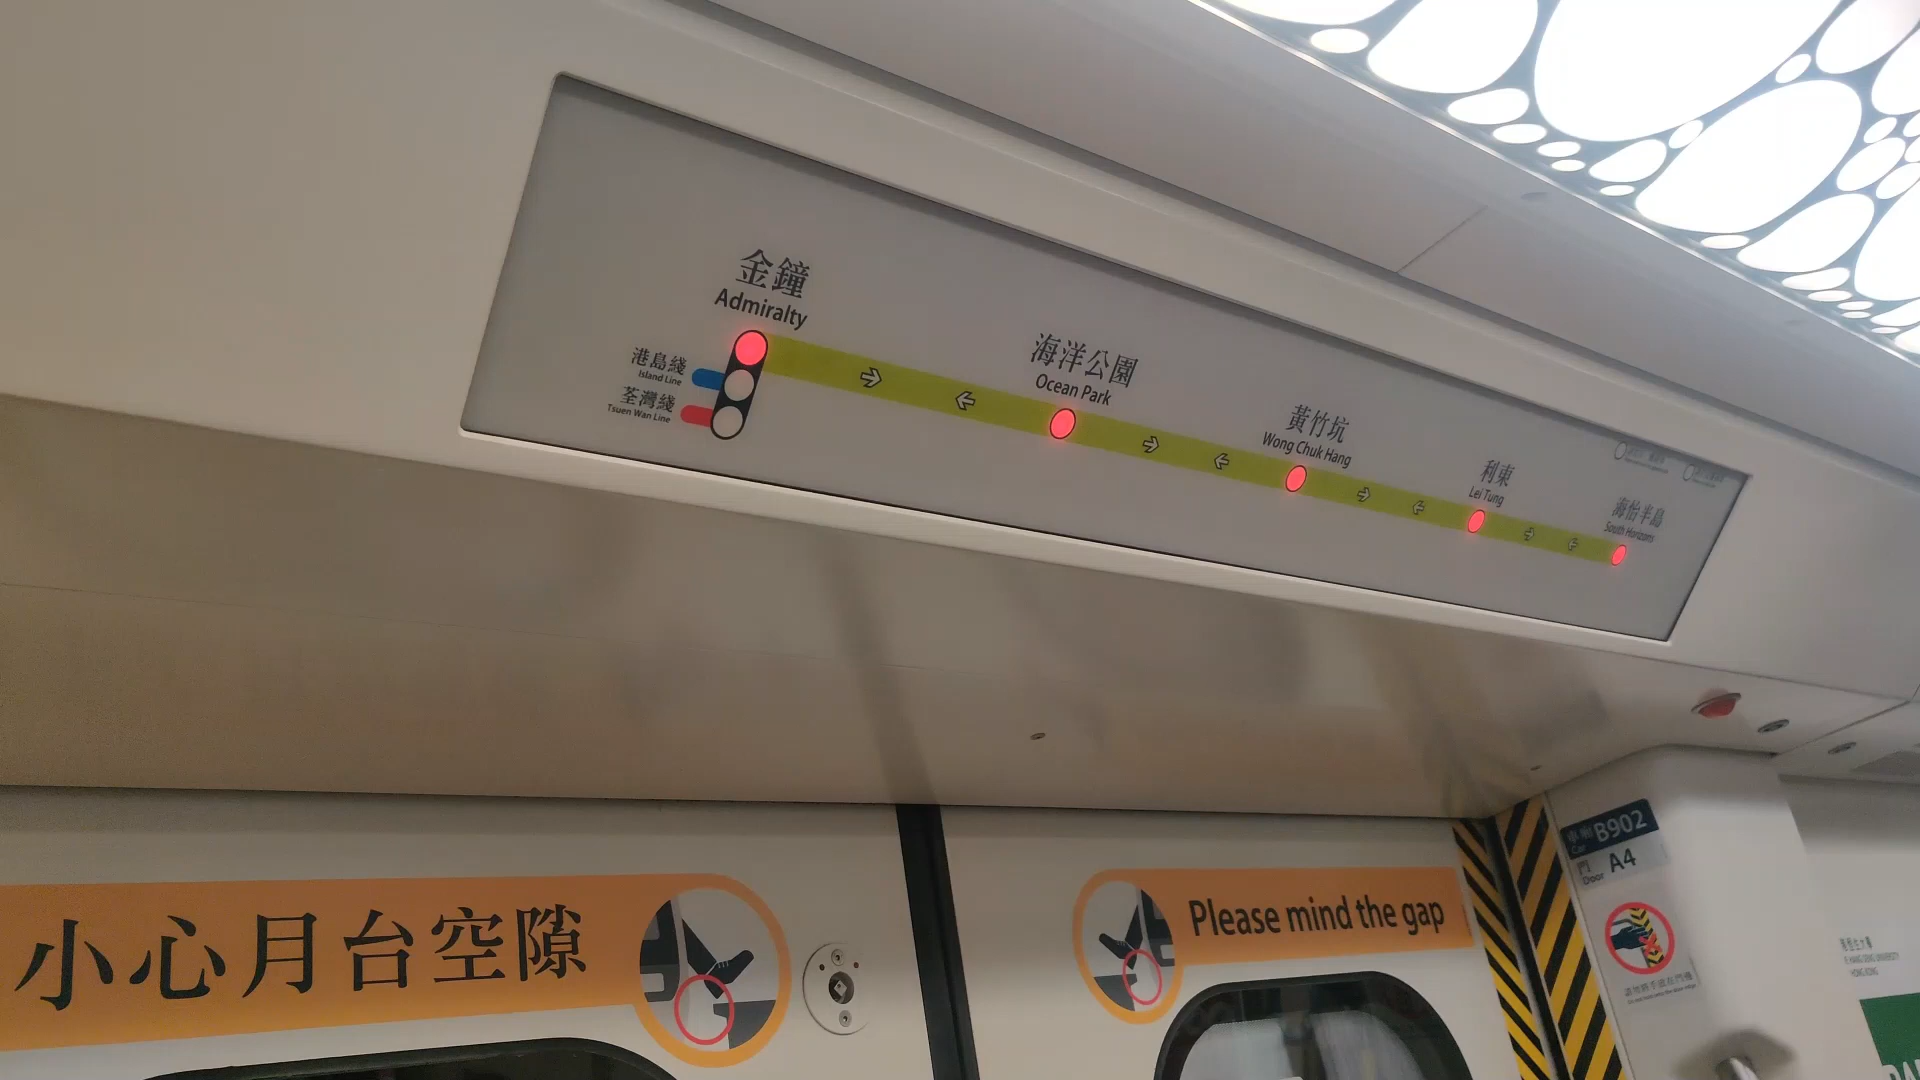 金鐘
Admiralty
港島綫
Island Line
荃灣綫
Tsuen Wan Line
海洋公園
Ocean Park
黃竹坑
Wong Chuk Hang
利東
Lei Tung
海怡半島
South Horizons
小心月台空隙
Please mind the gap
車廂 B902
Car
門 A4
Door
HONG KONG